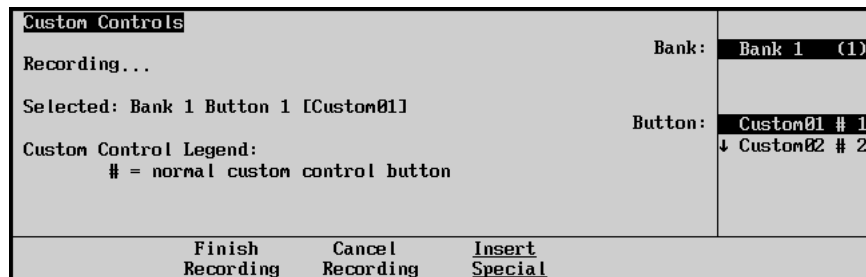 Custom Controls
Bank: Bank 1 (1)
Recording...
Selected: Bank 1 Button 1 [Custom01]
Button: Custom01 # 1
Custom Control Legend: ↓ Custom02 # 2
# = normal custom control button
Finish Cancel Insert
Recording Recording Special